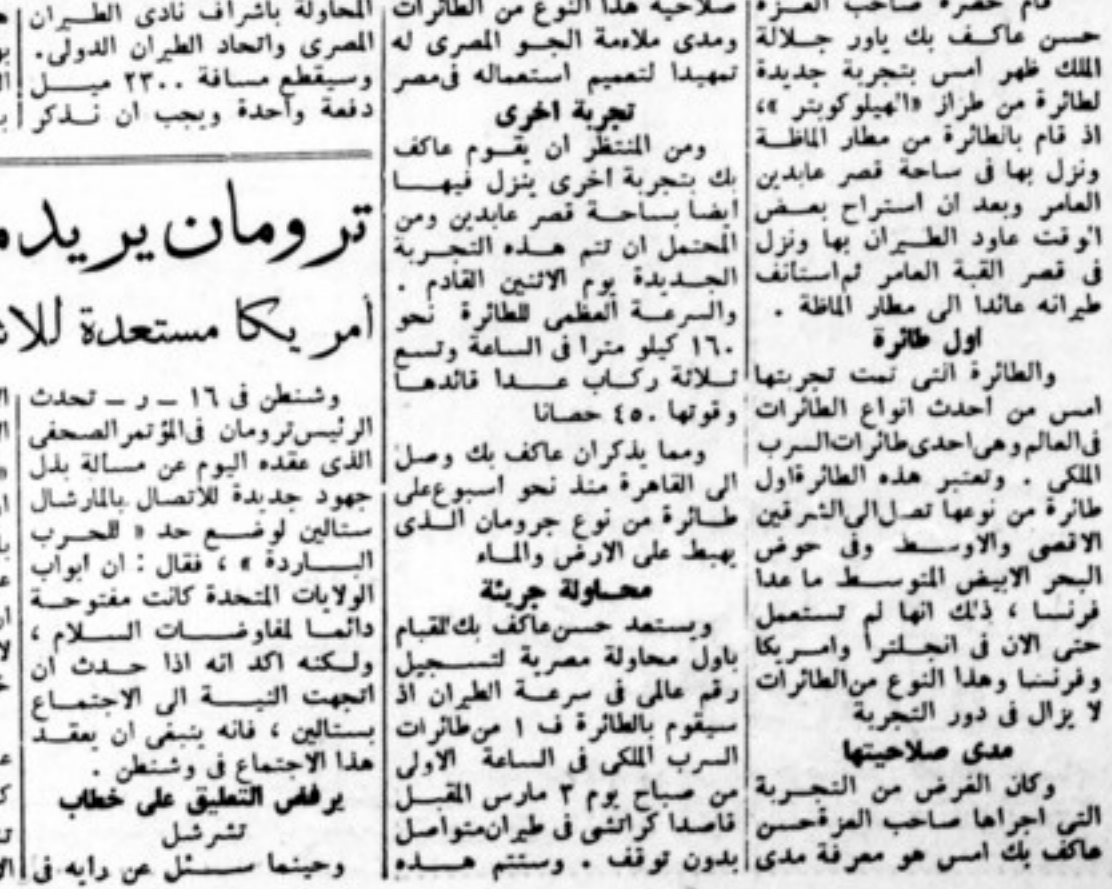 قام حضرة صاحب العزة
حسن عاكف بك ياور جلالة
الملك ظهر امس بتجربة جديدة
لطائرة من طراز «الهيلوكوبتر »،
اذ قام بالطائرة من مطار الماظة
ونزل بها فى ساحة قصر عابدين
العامر وبعد ان استراح بعض
الوقت عاود الطيران بها ونزل
فى قصر القبة العامر ثم استأنف
طيرانه عائدا الى مطار الماظة .
اول طائرة
والطائرة التى تمت تجربتها
امس من احدث انواع الطائرات
فى العالم وهى احدى طائرات السرب
الملكى . وتعتبر هذه الطائرة اول
طائرة من نوعها تصل الى الشرقين
الاقصى والاوسط وفى حوض
البحر الابيض المتوسط ما عدا
فرنسا ، ذلك انها لم تستعمل
حتى الان فى انجلترا وامريكا
وفرنسا وهذا النوع من الطائرات
لا يزال فى دور التجربة
مدى صلاحيتها
وكان الغرض من التجربة
التى اجراها صاحب العزة حسن
عاكف بك امس هو معرفة مدى
صلاحية هذا النوع من الطائرات
ومدى ملاءمة الجو المصرى له
تمهيدا لتعميم استعماله فى مصر
تجربة اخرى
ومن المنتظر ان يقوم عاكف
بك بتجربة اخرى ينزل فيها
ايضا بساحة قصر عابدين ومن
المحتمل ان تتم هذه التجربة
الجديدة يوم الاثنين القادم .
والسرعة العظمى للطائرة نحو
١٦٠ كيلو مترا فى الساعة وتسع
ثلاثة ركاب عدا قائدها
وقوتها ٤٥٠ حصانا
ومما يذكر ان عاكف بك وصل
الى القاهرة منذ نحو اسبوع على
طائرة من نوع جرومان الذى
يهبط على الارض والماء
محاولة جريئة
ويستعد حسن عاكف بك للقيام
باول محاولة مصرية لتسجيل
رقم عالمى فى سرعة الطيران اذ
سيقوم بالطائرة ف ١ من طائرات
السرب الملكى فى الساعة الاولى
من صباح يوم ٣ مارس المقبل
قاصدا كراتشى فى طيران متواصل
بدون توقف . وستتم هذه
المحاولة باشراف نادى الطيران
المصرى واتحاد الطيران الدولى.
وسيقطع مسافة ٢٣٠٠ ميل
دفعة واحدة ويجب ان نذكر
ترومان يريد
أمريكا مستعدة
وشنطن فى ١٦ – ر – تحدث
الرئيس ترومان فى المؤتمر الصحفى
الذى عقده اليوم عن مسالة بذل
جهود جديدة للاتصال بالمارشال
ستالين لوضع حد « للحرب
الباردة » ، فقال : ان ابواب
الولايات المتحدة كانت مفتوحة
دائما لمفاوضات السلام ،
ولكنه اكد انه اذا حدث ان
اتجهت النية الى الاجتماع
بستالين ، فانه ينبغى ان يعقد
هذا الاجتماع فى وشنطن .
يرفض التعليق على خطاب
تشرشل
وحينما سئل عن رايه فى